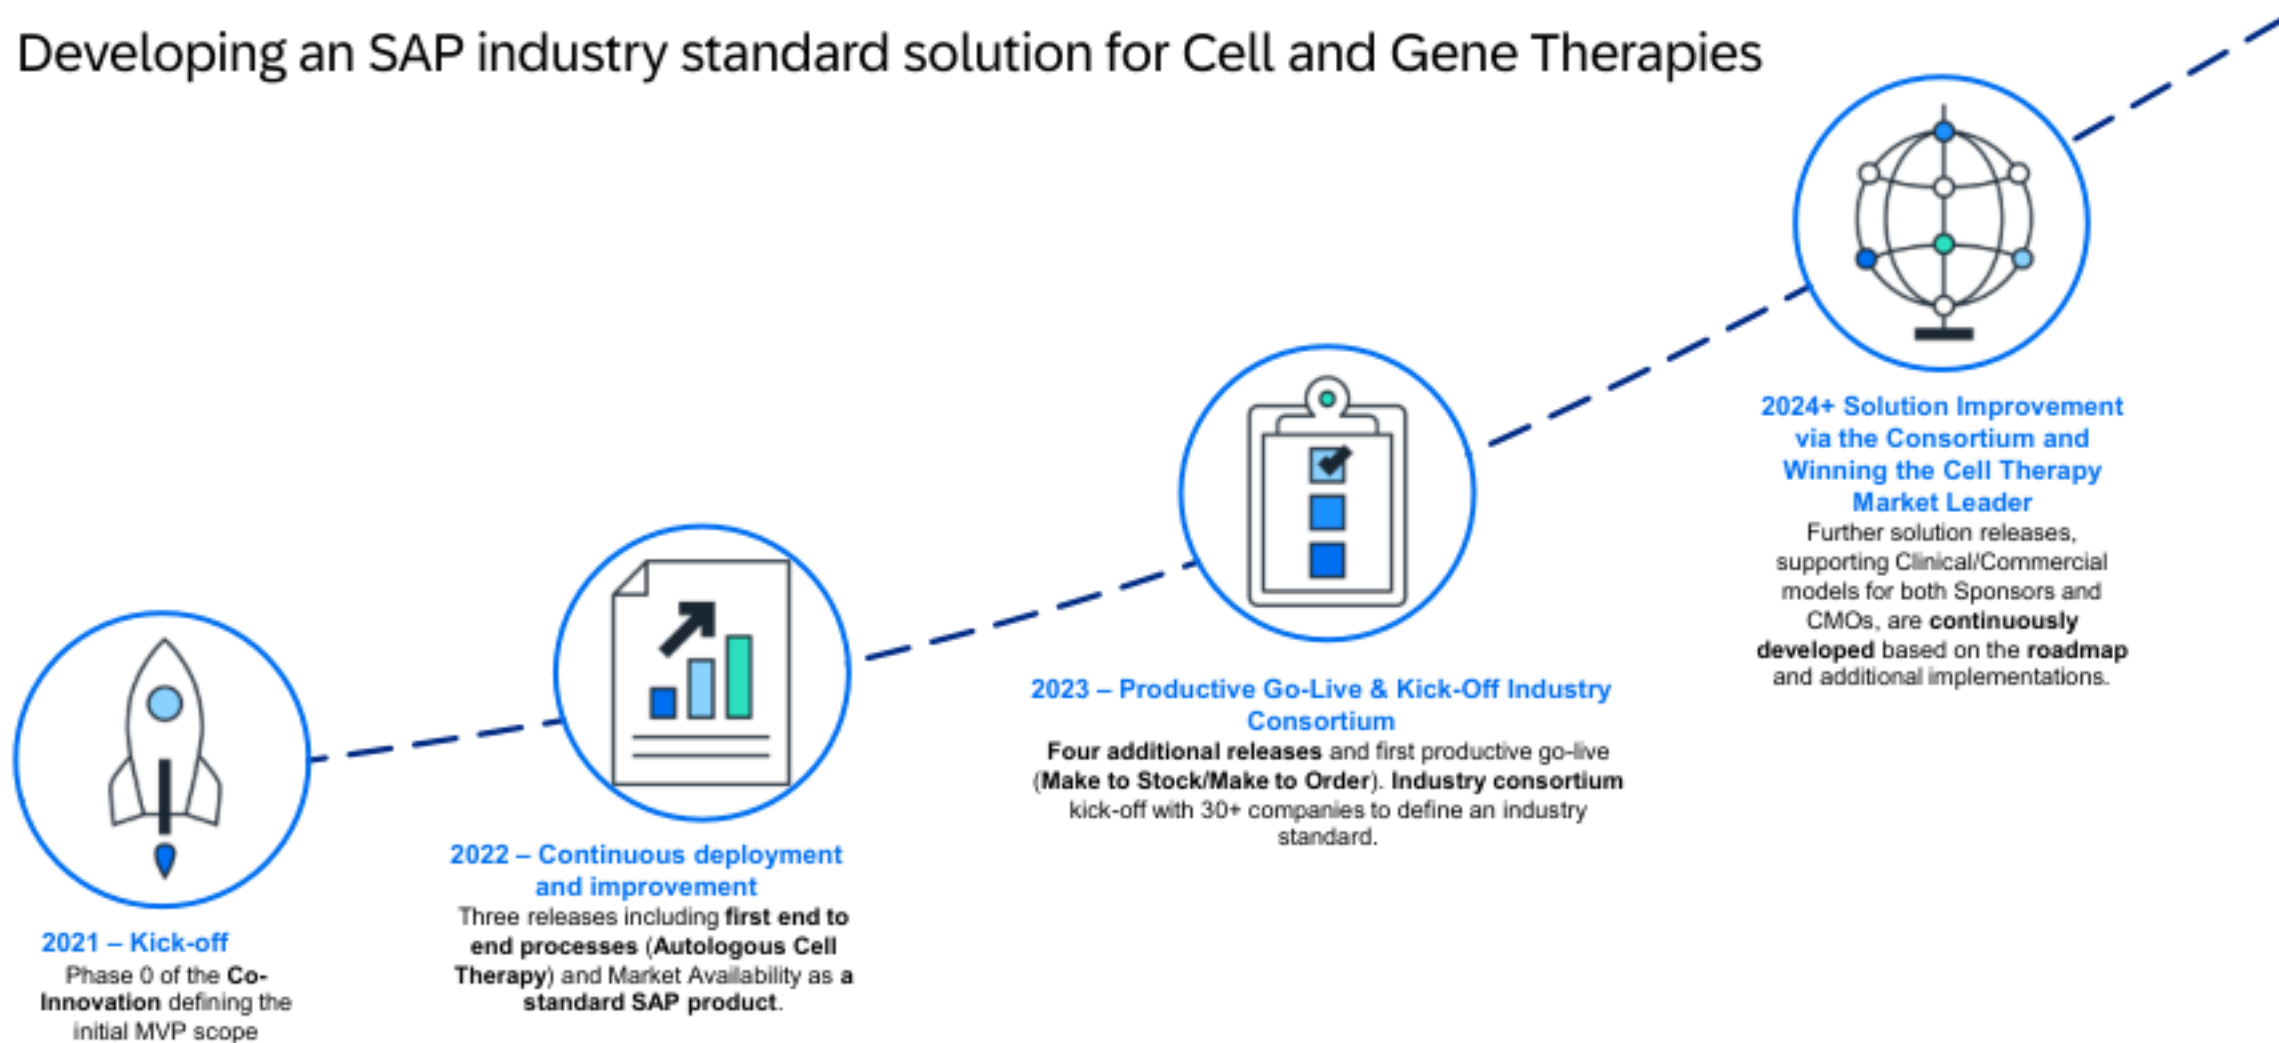 Developing an SAP industry standard solution for Cell and Gene Therapies
2021 – Kick-off
Phase 0 of the Co-
Innovation defining the
initial MVP scope
2022 – Continuous deployment
and improvement
Three releases including first end to
end processes (Autologous Cell
Therapy) and Market Availability as a
standard SAP product.
2023 – Productive Go-Live & Kick-Off Industry
Consortium
Four additional releases and first productive go-live
(Make to Stock/Make to Order). Industry consortium
kick-off with 30+ companies to define an industry
standard.
2024+ Solution Improvement
via the Consortium and
Winning the Cell Therapy
Market Leader
Further solution releases,
supporting Clinical/Commercial
models for both Sponsors and
CMOs, are continuously
developed based on the roadmap
and additional implementations.